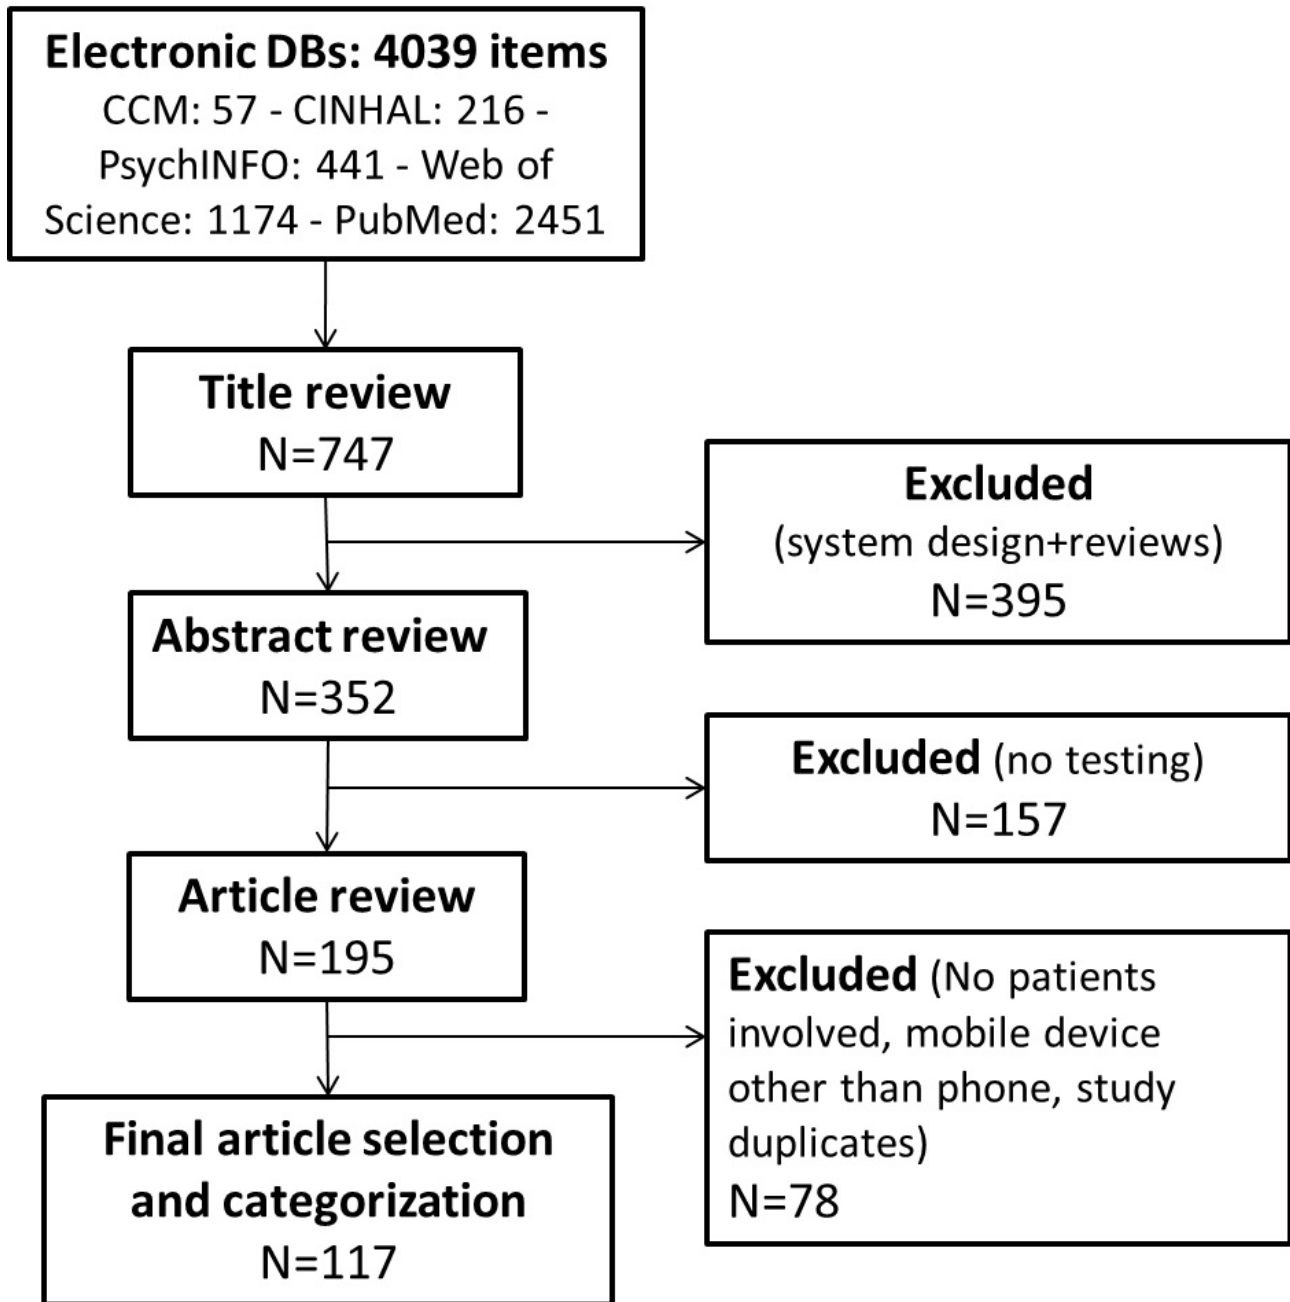 Electronic DBs: 4039 items
CCM: 57 - CINHAL: 216 -
PsychINFO: 441 - Web of
Science: 1174 - PubMed: 2451
Title review
N=747
Excluded
(system design+reviews)
N=395
Abstract review
N=352
Excluded (no testing)
N=157
Article review
N=195
Excluded (No patients
involved, mobile device
other than phone, study
duplicates)
N=78
Final article selection
and categorization
N=117